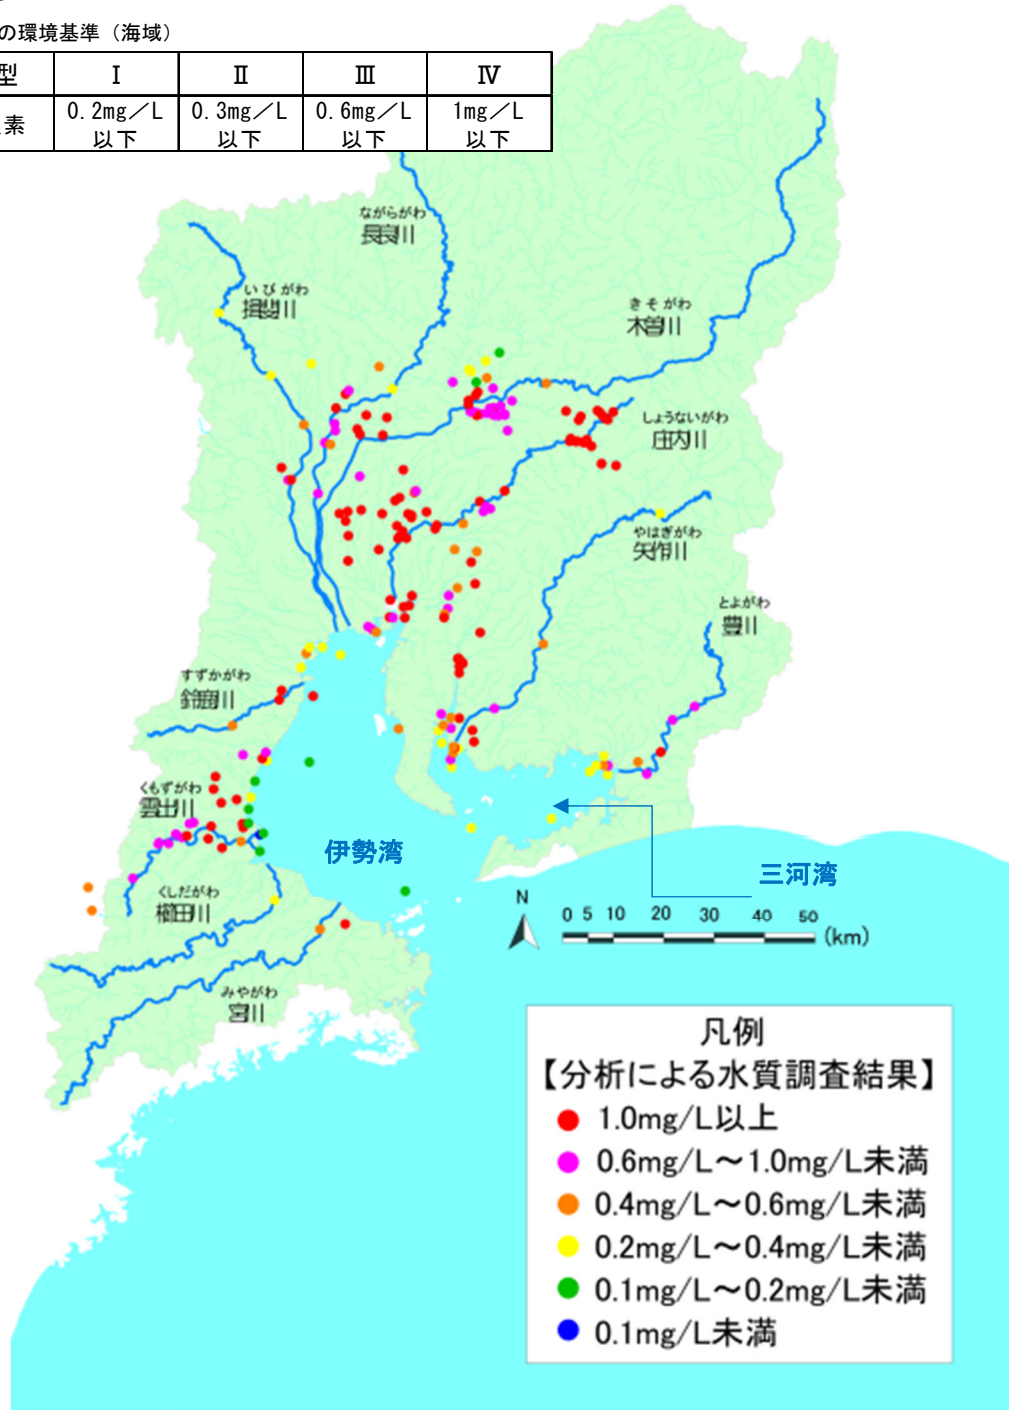 の環境基準（海域）
型 Ⅰ Ⅱ Ⅲ Ⅳ
素 0.2mg／L 0.3mg／L 0.6mg／L 1mg／L
以下 以下 以下 以下
ながらがわ
長良川
いびがわ
揖斐川
きそがわ
木曽川
しょうないがわ
庄内川
やはぎがわ
矢作川
とよがわ
豊川
すずかがわ
鈴鹿川
くもずがわ
雲出川
伊勢湾
三河湾
くしだがわ
櫛田川
N
0 5 10 20 30 40 50
(km)
みやがわ
宮川
凡例
【分析による水質調査結果】
1.0mg/L以上
0.6mg/L～1.0mg/L未満
0.4mg/L～0.6mg/L未満
0.2mg/L～0.4mg/L未満
0.1mg/L～0.2mg/L未満
0.1mg/L未満